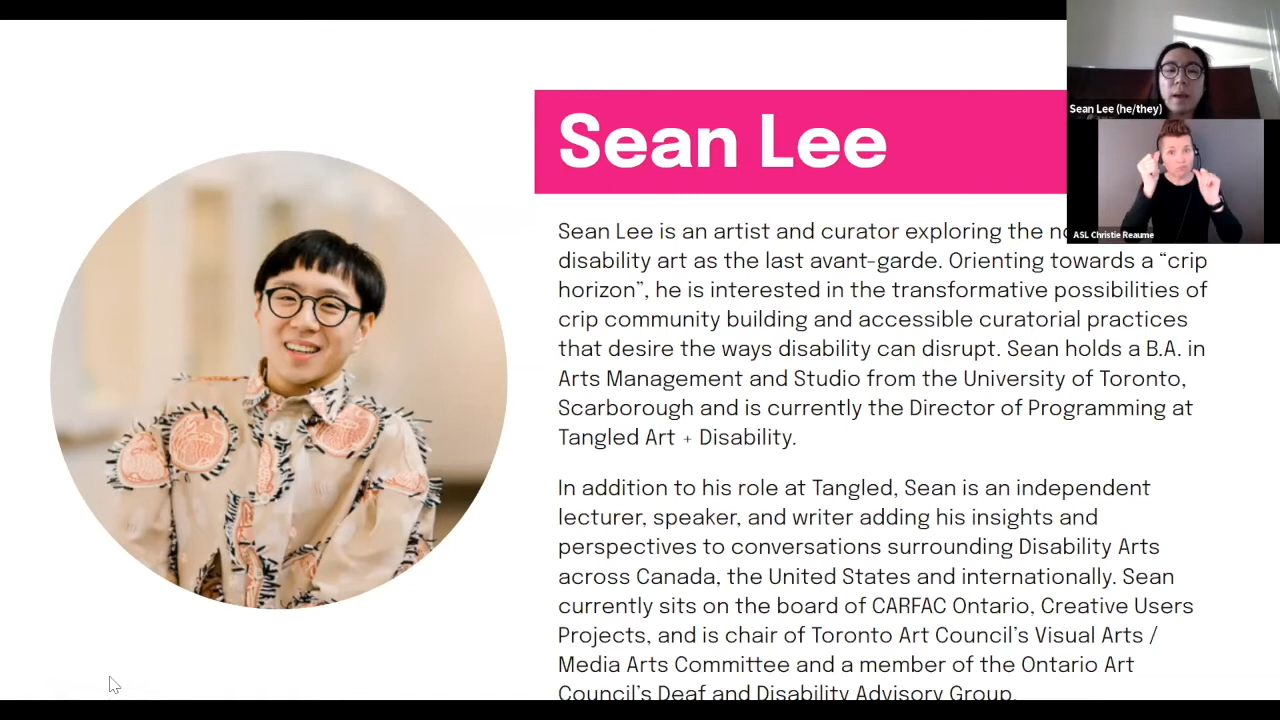 Sean Lee
Sean Lee (he/they)
ASL Christie Reaume
Sean Lee is an artist and curator exploring the
disability art as the last avant-garde. Orienting towards a “crip
horizon”, he is interested in the transformative possibilities of
crip community building and accessible curatorial practices
that desire the ways disability can disrupt. Sean holds a B.A. in
Arts Management and Studio from the University of Toronto,
Scarborough and is currently the Director of Programming at
Tangled Art + Disability.
In addition to his role at Tangled, Sean is an independent
lecturer, speaker, and writer adding his insights and
perspectives to conversations surrounding Disability Arts
across Canada, the United States and internationally. Sean
currently sits on the board of CARFAC Ontario, Creative Users
Projects, and is chair of Toronto Art Council’s Visual Arts /
Media Arts Committee and a member of the Ontario Art
Council’s Deaf and Disability Advisory Group.